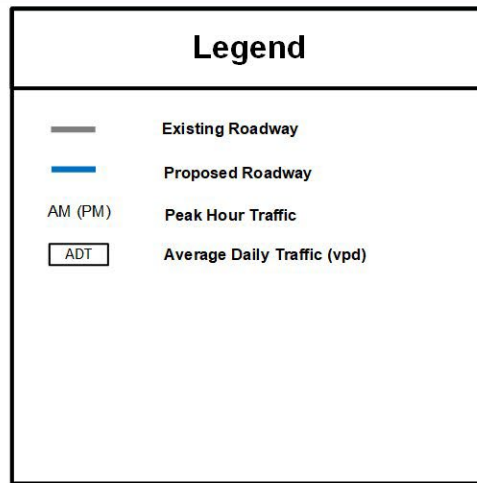 Legend
Existing Roadway
Proposed Roadway
AM (PM) Peak Hour Traffic
ADT Average Daily Traffic (vpd)